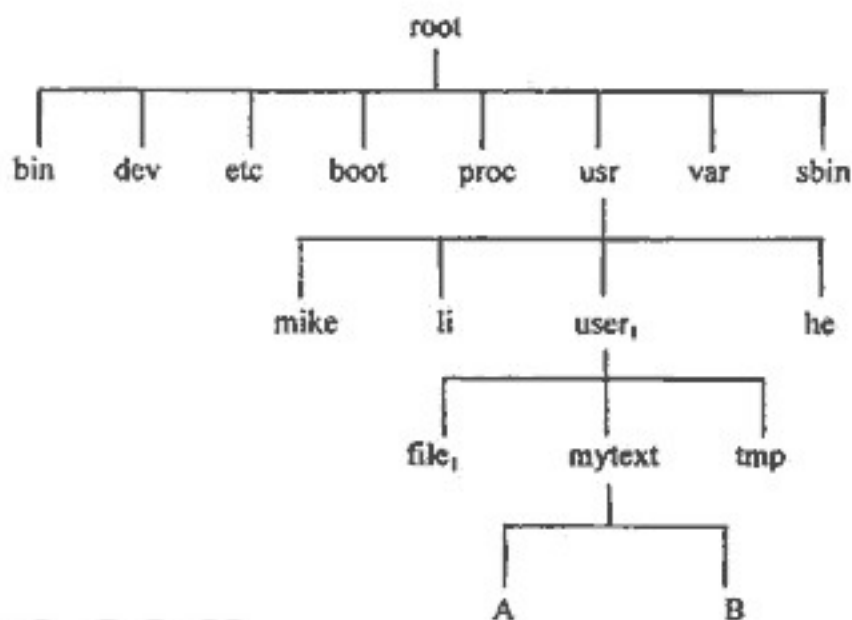 root
bin dev etc boot proc usr var sbin
mike li user₁ he
file₁ mytext tmp
A B